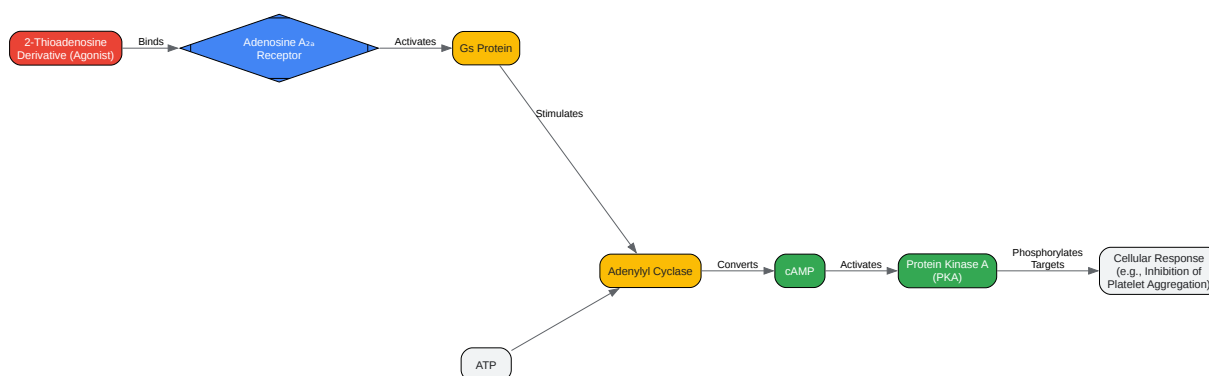 2-Thioadenosine
Derivative (Agonist)
Binds
Adenosine A₂ₐ
Receptor
Activates
Gs Protein
Stimulates
Adenylyl Cyclase
Converts
cAMP
Activates
Protein Kinase A
(PKA)
Phosphorylates
Targets
Cellular Response
(e.g., Inhibition of
Platelet Aggregation)
ATP